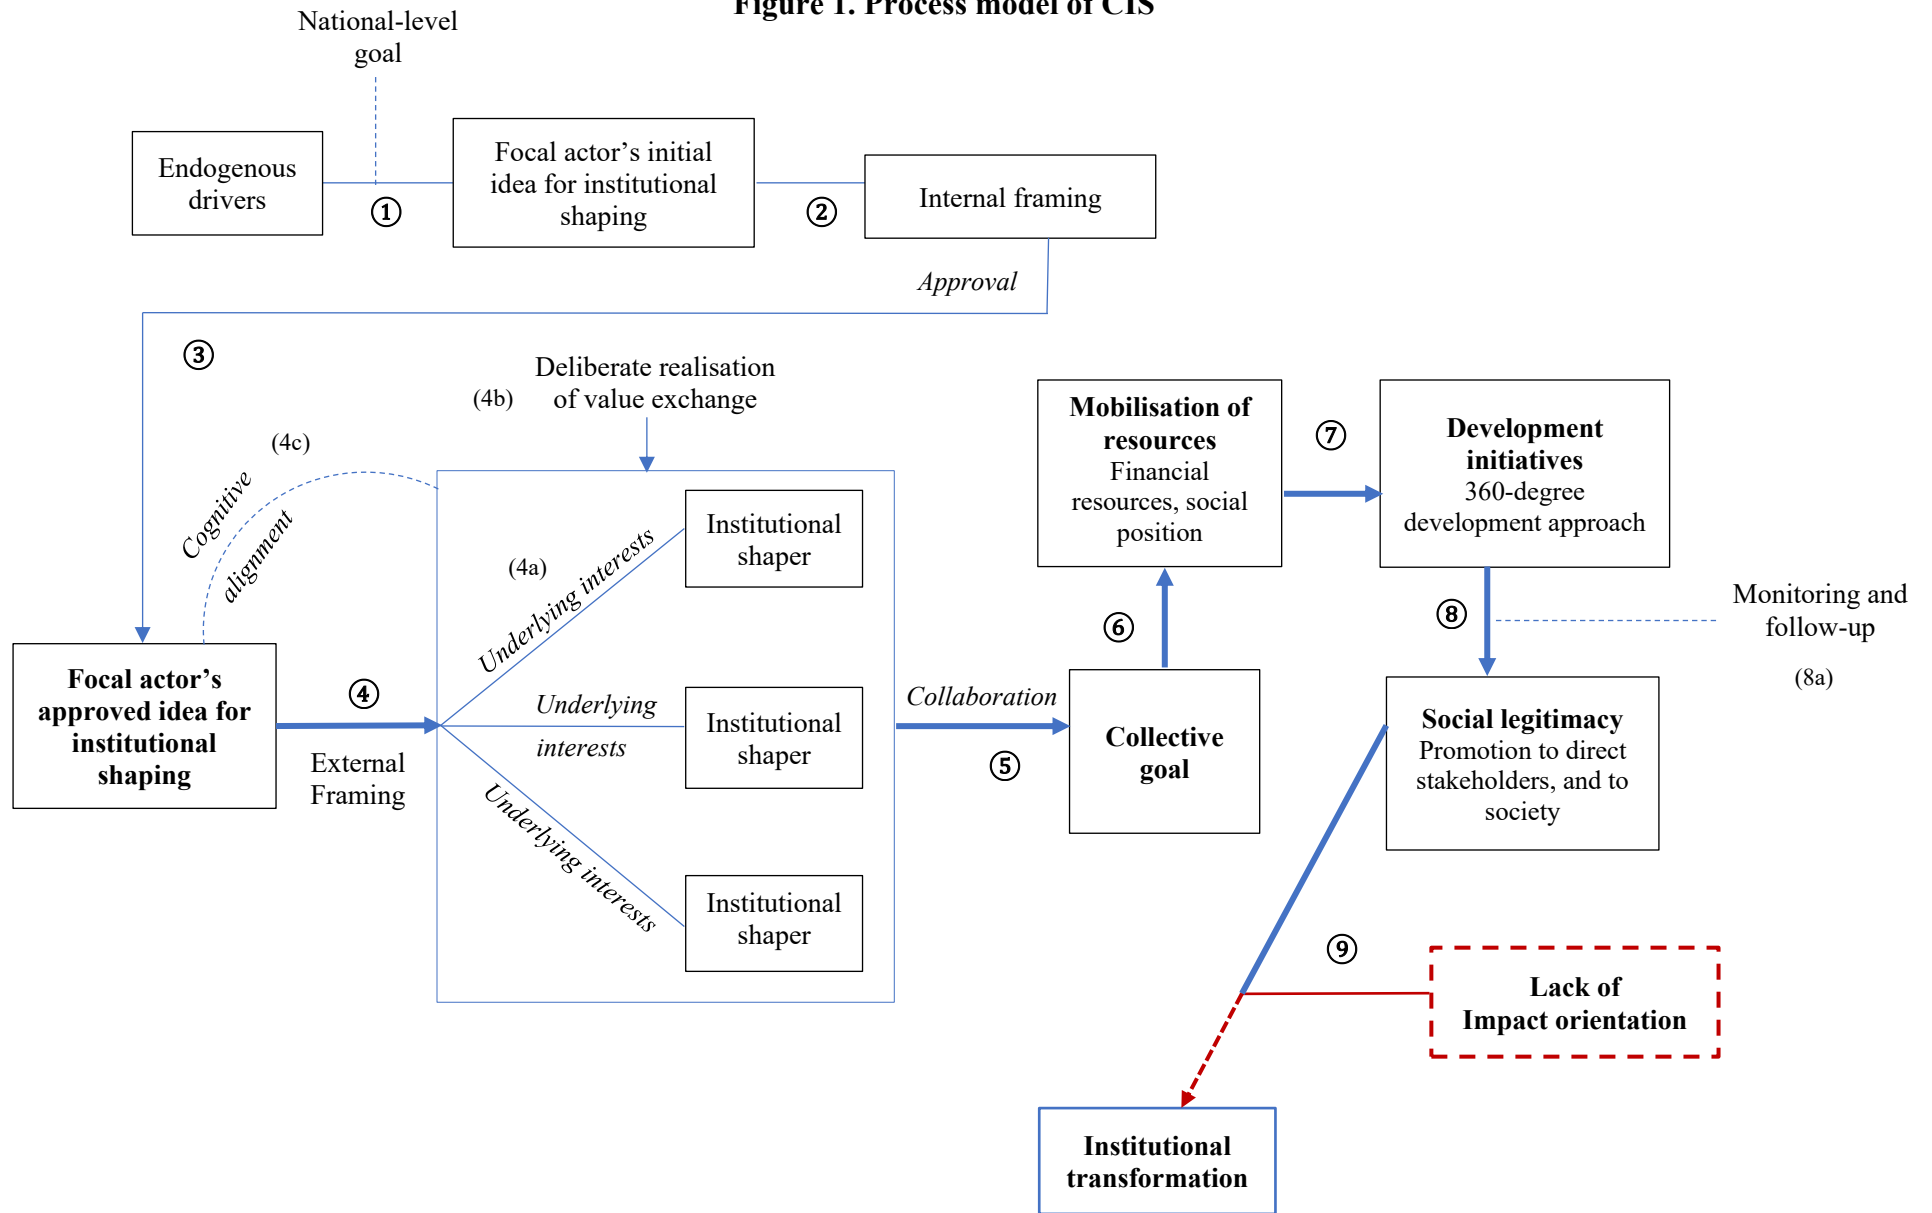 Figure 1. Process model of CIS
National-level
goal
Endogenous
drivers
①
Focal actor’s initial
idea for institutional
shaping
②
Internal framing
Approval
③
Deliberate realisation
of value exchange
(4b)
(4c)
Cognitive
alignment
(4a)
Underlying interests
Institutional
shaper
Focal actor’s
approved idea for
institutional
shaping
④
External
Framing
Underlying
interests
Institutional
shaper
Underlying interests
Institutional
shaper
Collaboration
⑤
Collective
goal
⑥
Mobilisation of
resources
Financial
resources, social
position
⑦
Development
initiatives
360-degree
development approach
⑧
Monitoring and
follow-up
(8a)
Social legitimacy
Promotion to direct
stakeholders, and to
society
⑨
Lack of
Impact orientation
Institutional
transformation